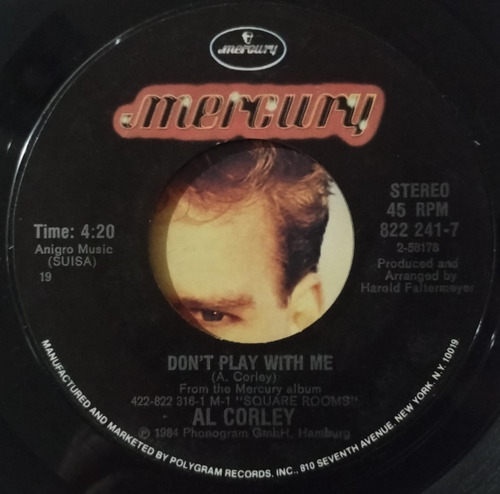 mercury
mercury
Time: 4:20
Anigro Music
(SUISA)
19
STEREO
45 RPM
822 241-7
2-58178
Produced and
Arranged by
Harold Faltermeyer
DON'T PLAY WITH ME
(A. Corley)
From the Mercury album
422-822 316-1 M-1 "SQUARE ROOMS"
AL CORLEY
℗ 1984 Phonogram GmbH, Hamburg
MANUFACTURED AND MARKETED BY POLYGRAM RECORDS, INC., 810 SEVENTH AVENUE, NEW YORK, N.Y. 10019